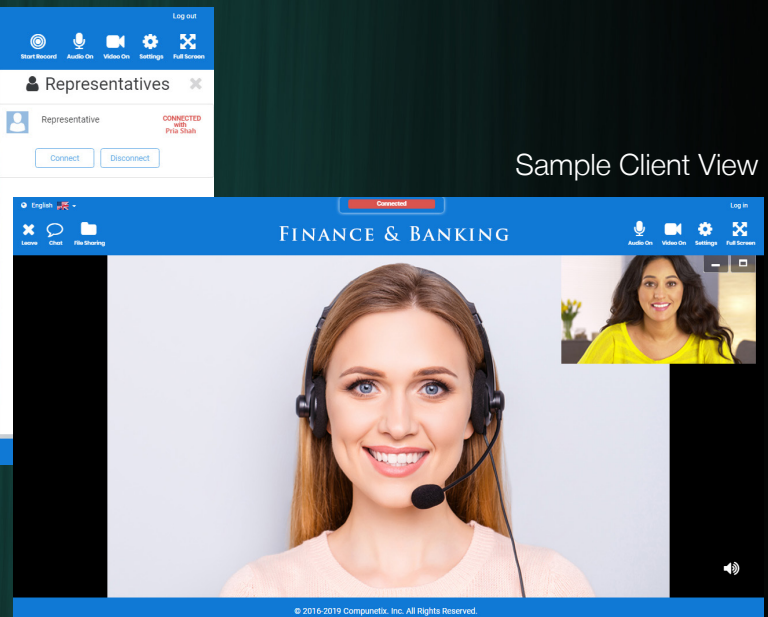 Log out
Start Record Audio On Video On Settings Full Screen
Representatives
Representative
CONNECTED
with
Pria Shah
Connect Disconnect
Sample Client View
English
Connected
Log in
Leave Chat File Sharing
FINANCE & BANKING
Audio On Video On Settings Full Screen
© 2016-2019 Compunetix. Inc. All Rights Reserved.